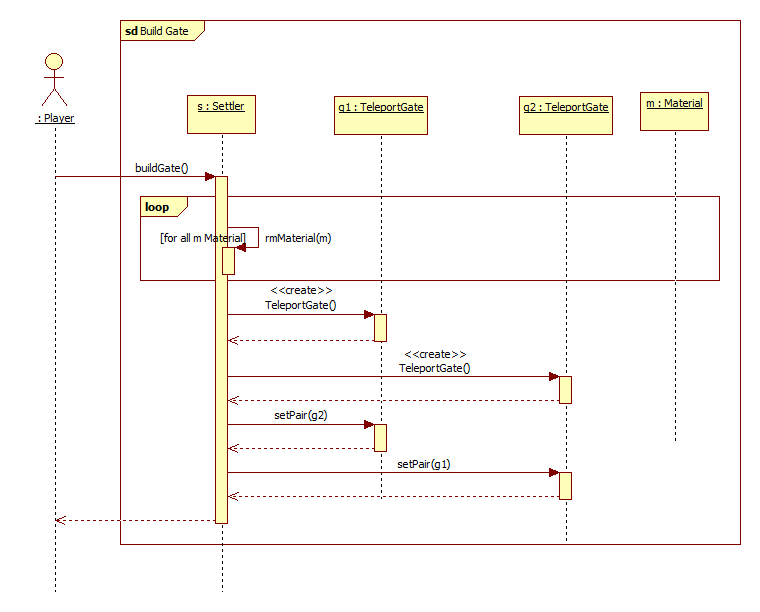 sd Build Gate
: Player
s : Settler
g1 : TeleportGate
g2 : TeleportGate
m : Material
buildGate()
loop
[for all m Material]
rmMaterial(m)
<<create>>
TeleportGate()
<<create>>
TeleportGate()
setPair(g2)
setPair(g1)